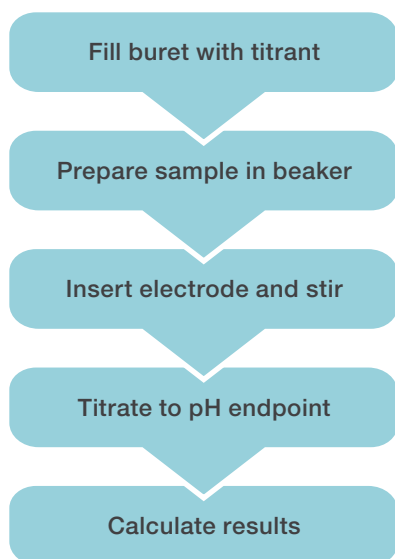 Fill buret with titrant
Prepare sample in beaker
Insert electrode and stir
Titrate to pH endpoint
Calculate results